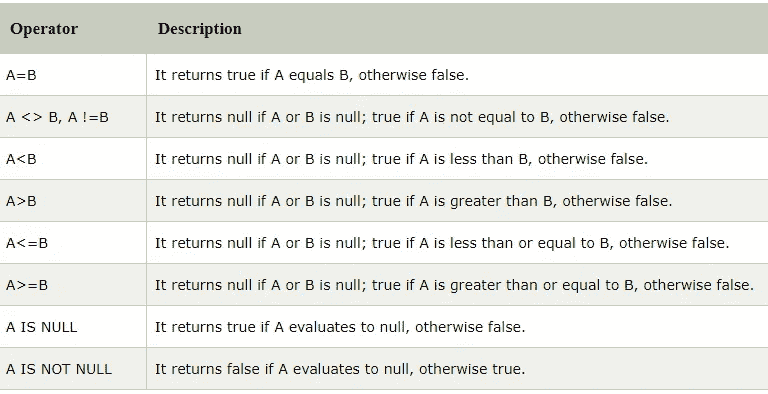 Operator Description
A=B It returns true if A equals B, otherwise false.
A <> B, A !=B It returns null if A or B is null; true if A is not equal to B, otherwise false.
A<B It returns null if A or B is null; true if A is less than B, otherwise false.
A>B It returns null if A or B is null; true if A is greater than B, otherwise false.
A<=B It returns null if A or B is null; true if A is less than or equal to B, otherwise false.
A>=B It returns null if A or B is null; true if A is greater than or equal to B, otherwise false.
A IS NULL It returns true if A evaluates to null, otherwise false.
A IS NOT NULL It returns false if A evaluates to null, otherwise true.